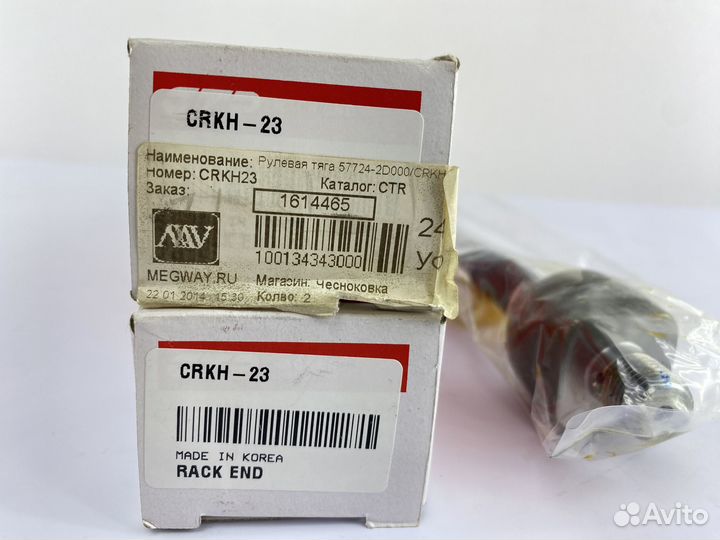 CRKH-23
Наименование: Рулевая тяга 57724-2D000/CRKH
Номер: CRKH23 Каталог: CTR
Заказ: 1614465
24
100134343000 Ус
MEGWAY.RU Магазин: Чесноковка
22.01.2014 15:30 Колво: 2
CRKH-23
MADE IN KOREA
RACK END
Avito